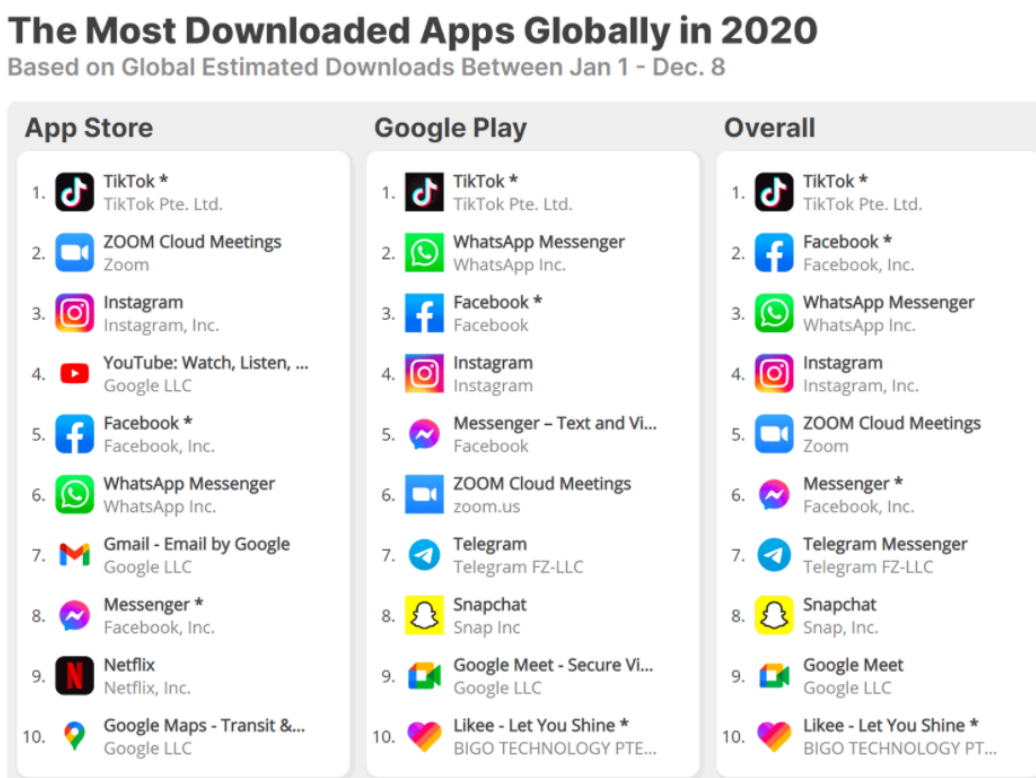 The Most Downloaded Apps Globally in 2020
Based on Global Estimated Downloads Between Jan 1 - Dec. 8
App Store
1.
TikTok *
TikTok Pte. Ltd.
2.
ZOOM Cloud Meetings
Zoom
3.
Instagram
Instagram, Inc.
4.
YouTube: Watch, Listen, ...
Google LLC
5.
Facebook *
Facebook, Inc.
6.
WhatsApp Messenger
WhatsApp Inc.
7.
Gmail - Email by Google
Google LLC
8.
Messenger *
Facebook, Inc.
9.
Netflix
Netflix, Inc.
10.
Google Maps - Transit &...
Google LLC
Google Play
1.
TikTok *
TikTok Pte. Ltd.
2.
WhatsApp Messenger
WhatsApp Inc.
3.
Facebook *
Facebook
4.
Instagram
Instagram
5.
Messenger – Text and Vi...
Facebook
6.
ZOOM Cloud Meetings
zoom.us
7.
Telegram
Telegram FZ-LLC
8.
Snapchat
Snap Inc
9.
Google Meet - Secure Vi...
Google LLC
10.
Likee - Let You Shine *
BIGO TECHNOLOGY PTE...
Overall
1.
TikTok *
TikTok Pte. Ltd.
2.
Facebook *
Facebook, Inc.
3.
WhatsApp Messenger
WhatsApp Inc.
4.
Instagram
Instagram, Inc.
5.
ZOOM Cloud Meetings
Zoom
6.
Messenger *
Facebook, Inc.
7.
Telegram Messenger
Telegram FZ-LLC
8.
Snapchat
Snap, Inc.
9.
Google Meet
Google LLC
10.
Likee - Let You Shine *
BIGO TECHNOLOGY PT...